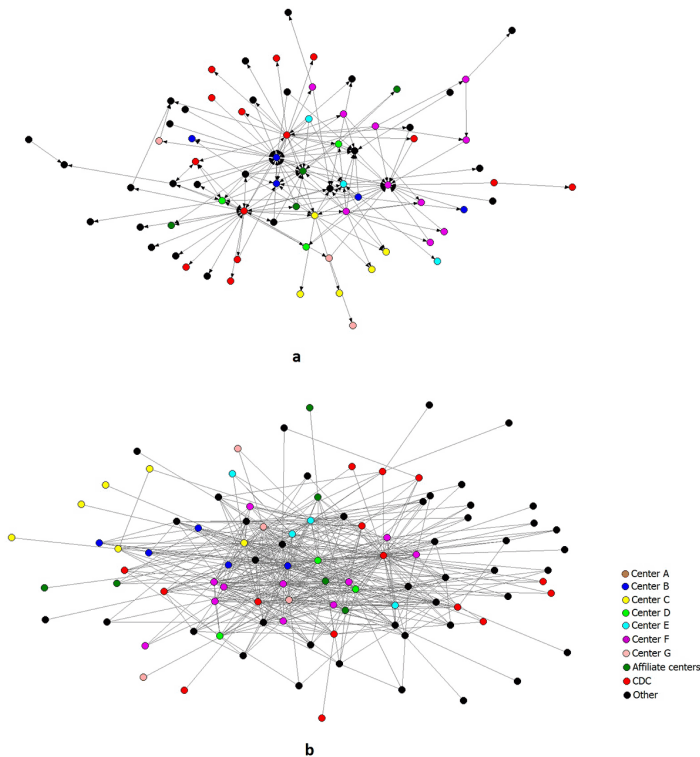 a
Center A
Center B
Center C
Center D
Center E
Center F
Center G
Affiliate centers
CDC
Other
b